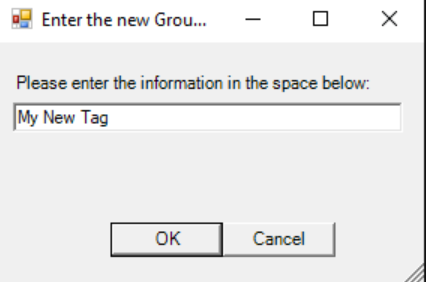 Enter the new Grou...
Please enter the information in the space below:
My New Tag
OK
Cancel